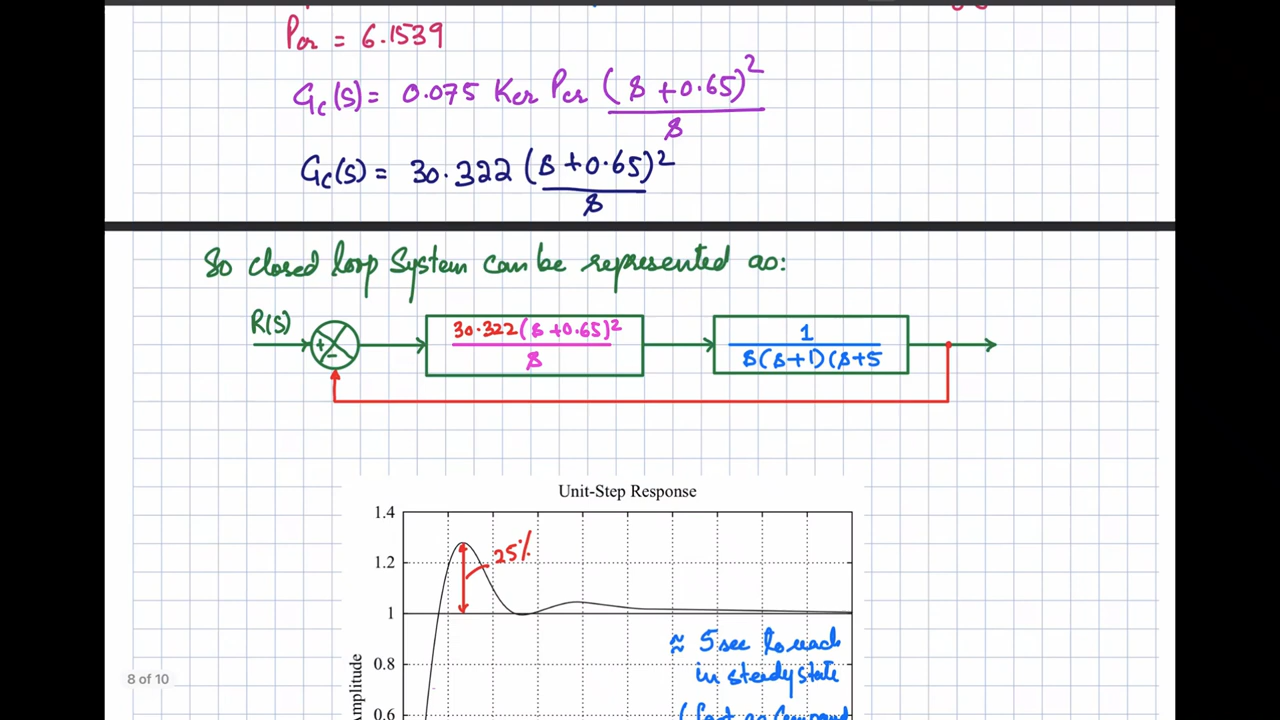 Pcr = 6.1539
Gc(s) = 0.075 Kcr Pcr (s + 0.65)²
s
Gc(s) = 30.322 (s + 0.65)²
s
So closed loop System can be represented as:
R(s)
+
−
30.322 (s + 0.65)²
s
1
s(s+1)(s+5
Unit-Step Response
1.4
1.2
25%
1
≈ 5 sec to reach
in steady state
0.8
8 of 10
Amplitude
0.6
(Fast as